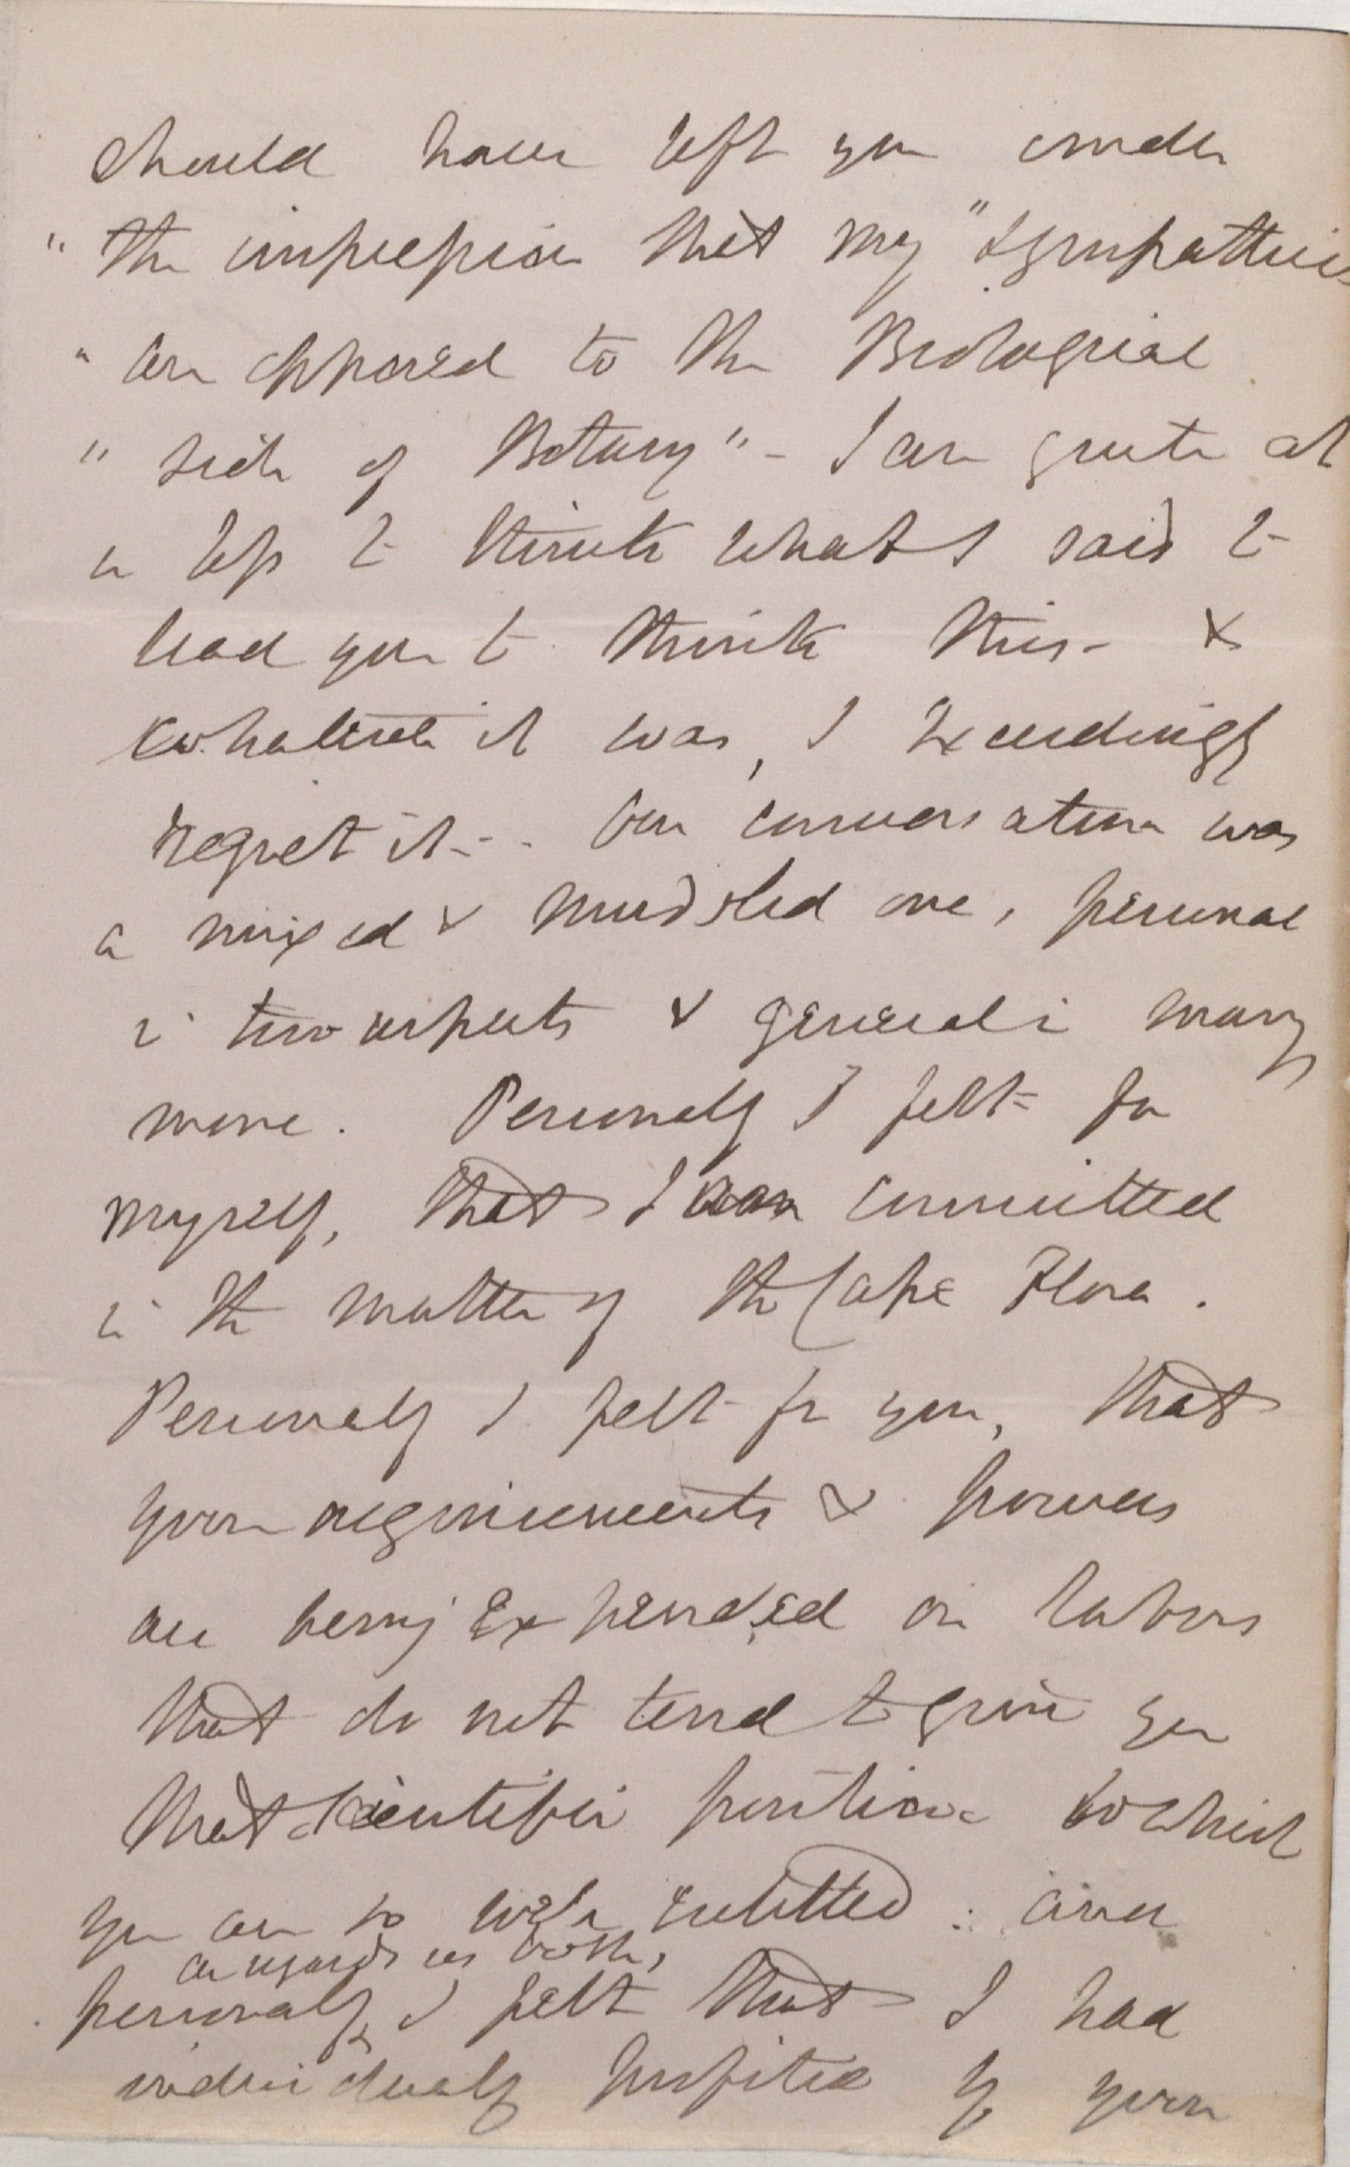 should have left you under
" the impression that my "sympathies
" are opposed to the Biological
" side of Botany" - I am quite at
a loss to think what I said to
lead you to think this - &
whatever it was, I exceedingly
regret it - . Our conversation was
a mixed & muddled one, personal
in two aspects & general in many
more. Personally I felt for
myself, that I was committed
in the matter of the Cape Flora.
Personally I felt for you, that
your acquirements & powers
are being expended on labors
that do not tend to give you
that scientific position to which
you are so well entitled : and
as regards us both,
personally, I felt that I had
individually profited by your